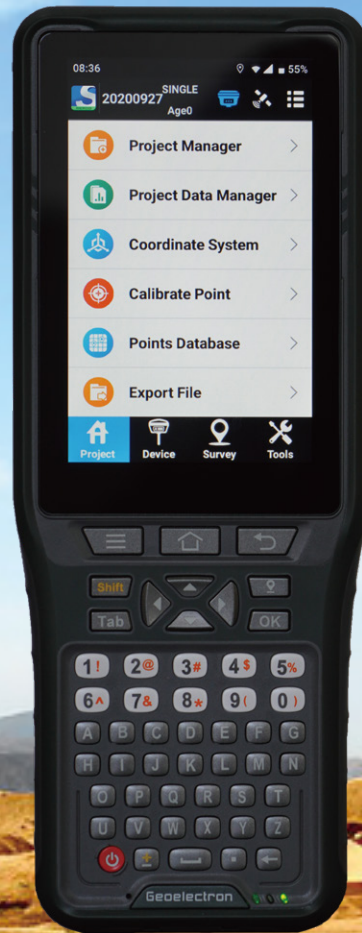 08:36 55%
20200927 SINGLE
Age0
Project Manager
Project Data Manager
Coordinate System
Calibrate Point
Points Database
Export File
Project Device Survey Tools
Shift
Tab OK
1! 2@ 3# 4$ 5%
6^ 7& 8* 9( 0)
A B C D E F G
H I J K L M N
O P Q R S T
U V W X Y Z
Geoelectron